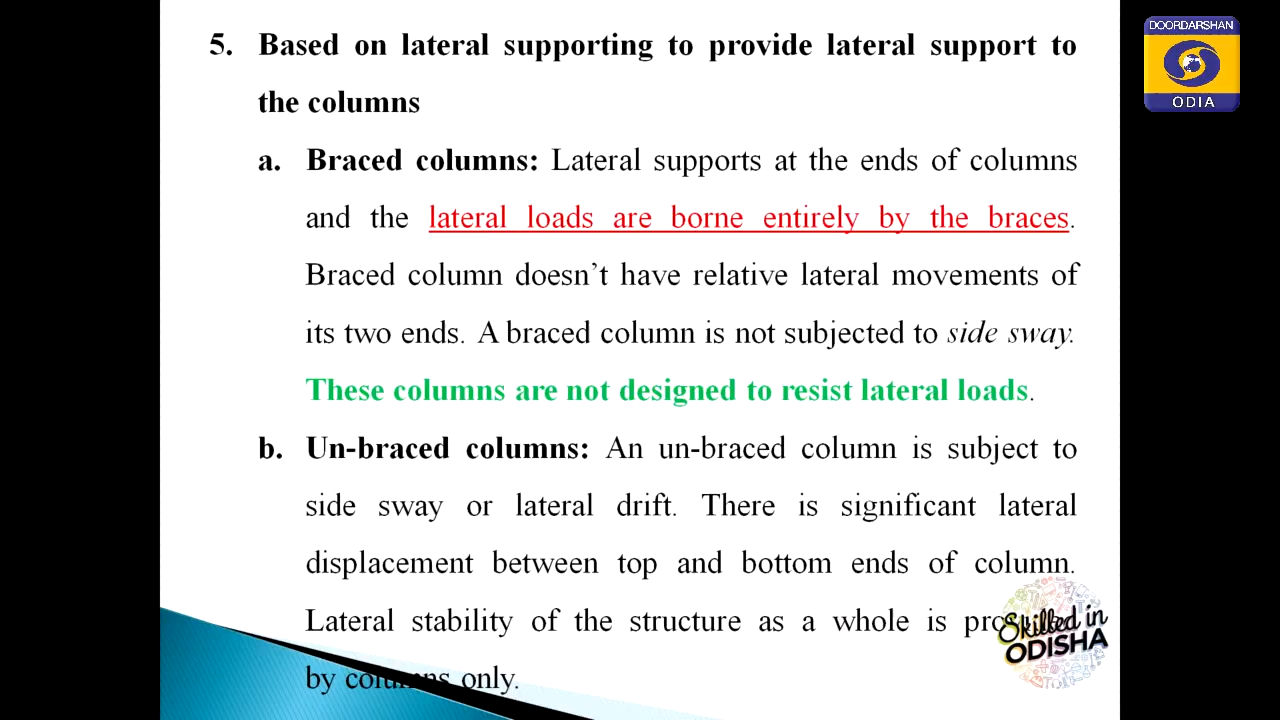 5. Based on lateral supporting to provide lateral support to
the columns
a. Braced columns: Lateral supports at the ends of columns
and the lateral loads are borne entirely by the braces.
Braced column doesn’t have relative lateral movements of
its two ends. A braced column is not subjected to side sway.
These columns are not designed to resist lateral loads.
b. Un-braced columns: An un-braced column is subject to
side sway or lateral drift. There is significant lateral
displacement between top and bottom ends of column.
Lateral stability of the structure as a whole is
by columns only.
DOORDARSHAN
ODIA
Skilled in
ODISHA